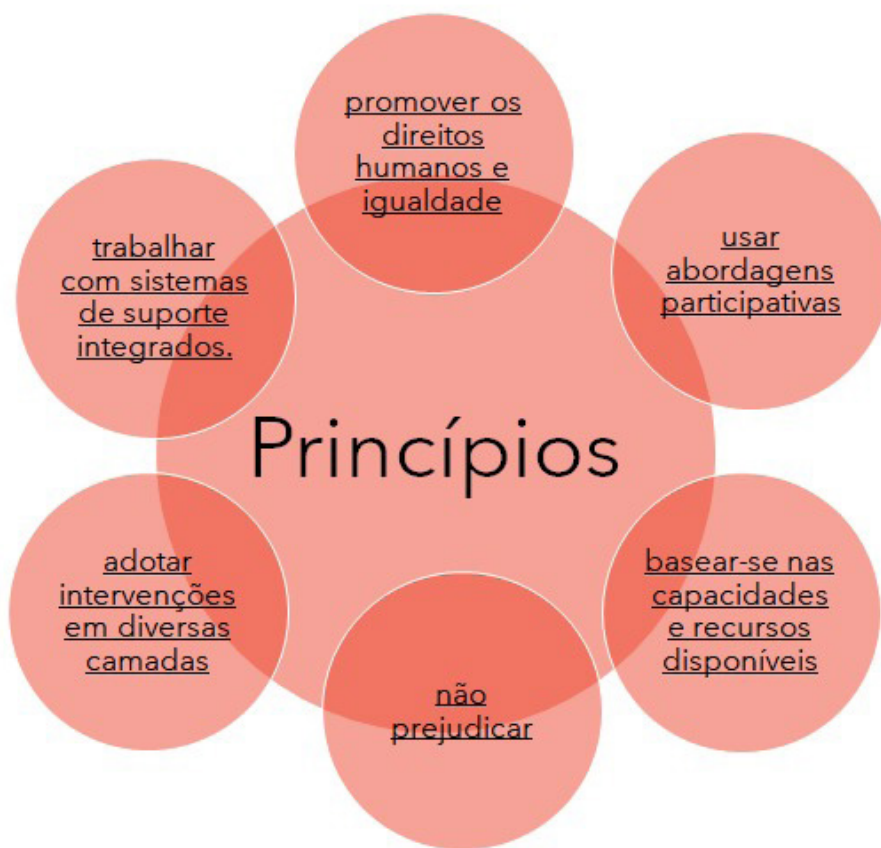 promover os
direitos
humanos e
igualdade
usar
abordagens
participativas
trabalhar
com sistemas
de suporte
integrados.
Princípios
basear-se nas
capacidades
e recursos
disponíveis
adotar
intervenções
em diversas
camadas
não
prejudicar